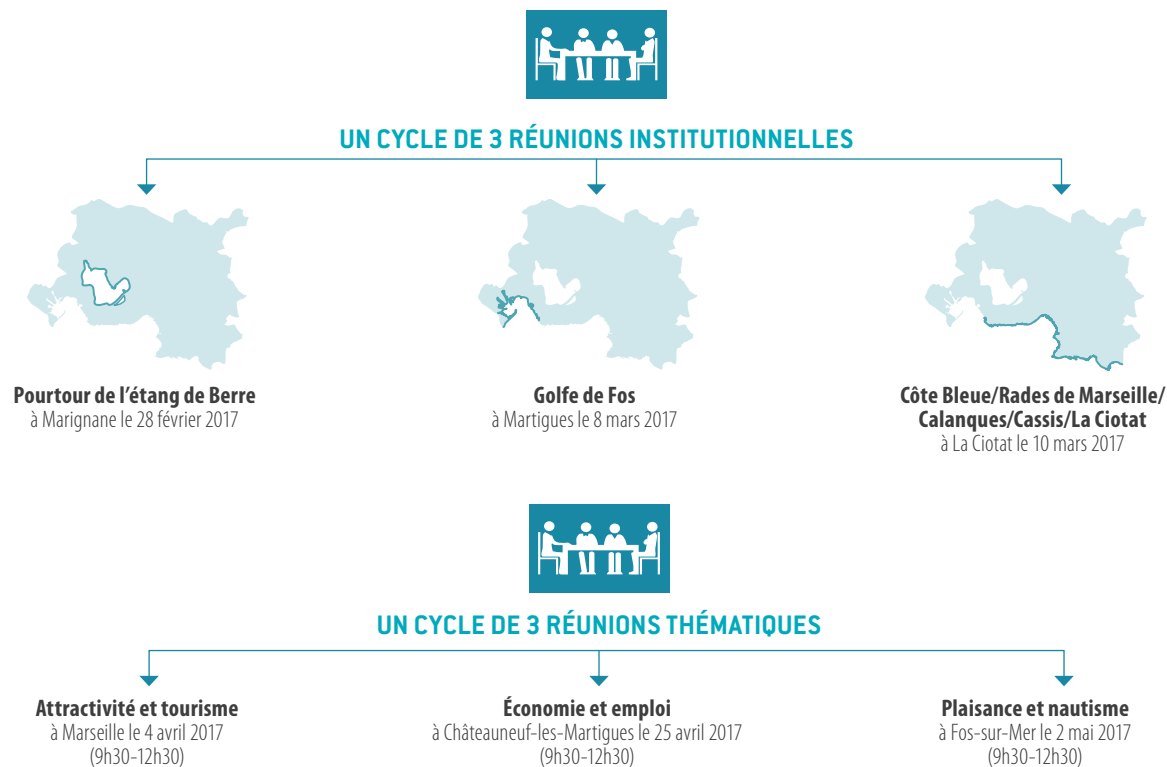 UN CYCLE DE 3 RÉUNIONS INSTITUTIONNELLES
Pourtour de l'étang de Berre
à Marignane le 28 février 2017
Golfe de Fos
à Martigues le 8 mars 2017
Côte Bleue/Rades de Marseille/
Calanques/Cassis/La Ciotat
à La Ciotat le 10 mars 2017
UN CYCLE DE 3 RÉUNIONS THÉMATIQUES
Attractivité et tourisme
à Marseille le 4 avril 2017
(9h30-12h30)
Économie et emploi
à Châteauneuf-les-Martigues le 25 avril 2017
(9h30-12h30)
Plaisance et nautisme
à Fos-sur-Mer le 2 mai 2017
(9h30-12h30)